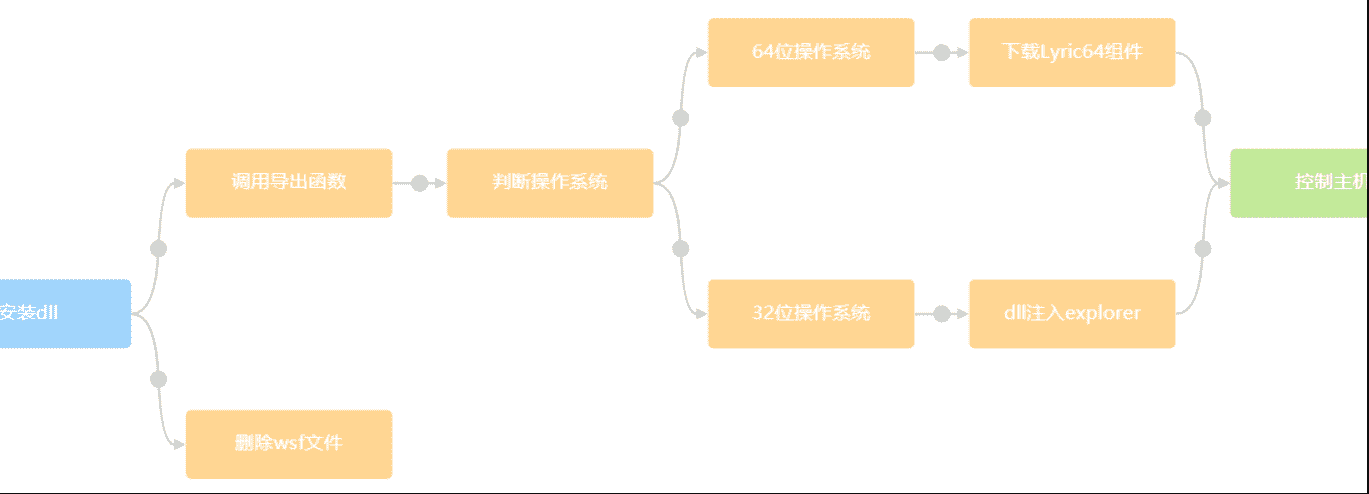 64位操作系统
下载Lyric64组件
调用导出函数
判断操作系统
控制主机
安装dll
32位操作系统
dll注入explorer
删除wsf文件